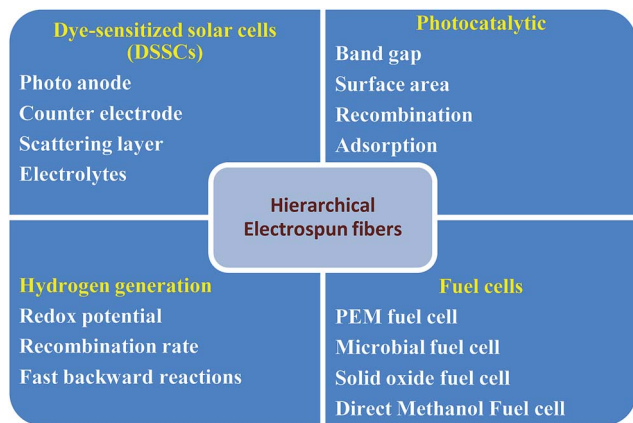 Dye-sensitized solar cells
(DSSCs)
Photo anode
Counter electrode
Scattering layer
Electrolytes
Photocatalytic
Band gap
Surface area
Recombination
Adsorption
Hierarchical
Electrospun fibers
Hydrogen generation
Redox potential
Recombination rate
Fast backward reactions
Fuel cells
PEM fuel cell
Microbial fuel cell
Solid oxide fuel cell
Direct Methanol Fuel cell